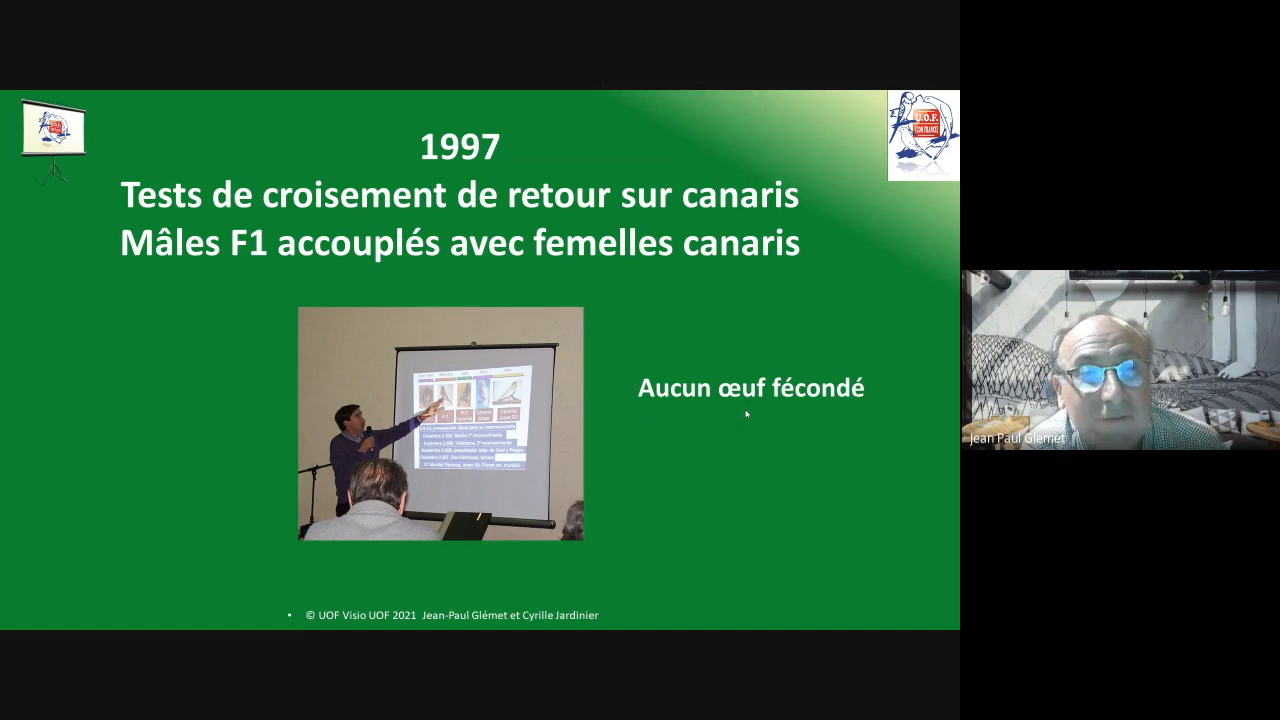 1997
Tests de croisement de retour sur canaris
Mâles F1 accouplés avec femelles canaris
U.O.F.
Aucun œuf fécondé
Jean Paul Glemet
• © UOF Visio UOF 2021 Jean-Paul Glémet et Cyrille Jardinier